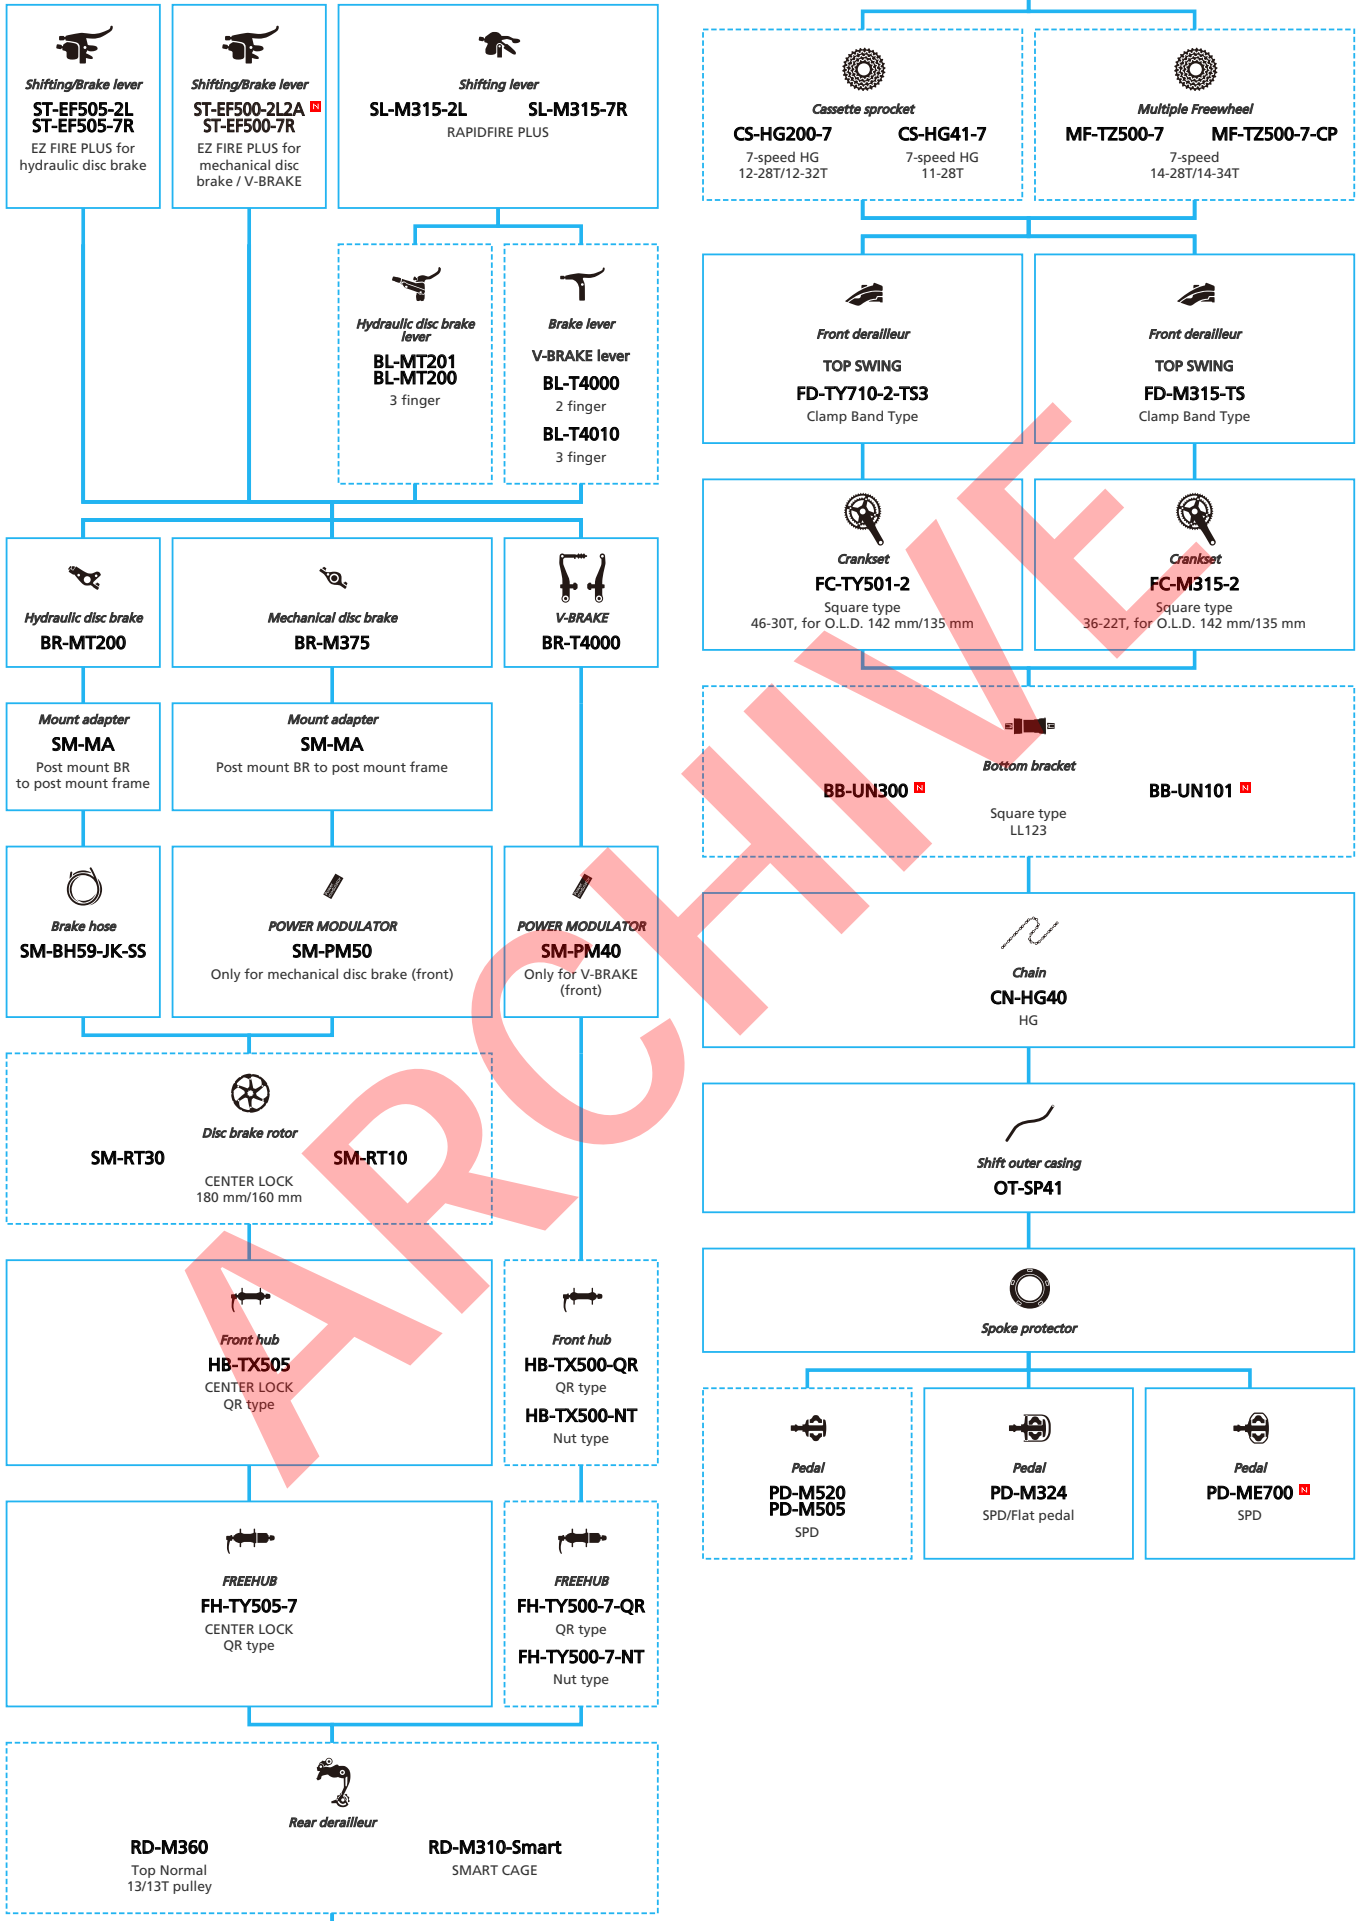 Shifting/Brake lever
ST-EF505-2L
ST-EF505-7R
EZ FIRE PLUS for
hydraulic disc brake
Shifting/Brake lever
ST-EF500-2L2A N
ST-EF500-7R
EZ FIRE PLUS for
mechanical disc
brake / V-BRAKE
Shifting lever
SL-M315-2L SL-M315-7R
RAPIDFIRE PLUS
Hydraulic disc brake
lever
BL-MT201
BL-MT200
3 finger
Brake lever
V-BRAKE lever
BL-T4000
2 finger
BL-T4010
3 finger
Hydraulic disc brake
BR-MT200
Mechanical disc brake
BR-M375
V-BRAKE
BR-T4000
Mount adapter
SM-MA
Post mount BR
to post mount frame
Mount adapter
SM-MA
Post mount BR to post mount frame
Brake hose
SM-BH59-JK-SS
POWER MODULATOR
SM-PM50
Only for mechanical disc brake (front)
POWER MODULATOR
SM-PM40
Only for V-BRAKE
(front)
Disc brake rotor
SM-RT30 SM-RT10
CENTER LOCK
180 mm/160 mm
Front hub
HB-TX505
CENTER LOCK
QR type
Front hub
HB-TX500-QR
QR type
HB-TX500-NT
Nut type
FREEHUB
FH-TY505-7
CENTER LOCK
QR type
FREEHUB
FH-TY500-7-QR
QR type
FH-TY500-7-NT
Nut type
Rear derailleur
RD-M360 RD-M310-Smart
Top Normal SMART CAGE
13/13T pulley
Cassette sprocket
CS-HG200-7 CS-HG41-7
7-speed HG 7-speed HG
12-28T/12-32T 11-28T
Multiple Freewheel
MF-TZ500-7 MF-TZ500-7-CP
7-speed
14-28T/14-34T
Front derailleur
TOP SWING
FD-TY710-2-TS3
Clamp Band Type
Front derailleur
TOP SWING
FD-M315-TS
Clamp Band Type
Crankset
FC-TY501-2
Square type
46-30T, for O.L.D. 142 mm/135 mm
Crankset
FC-M315-2
Square type
36-22T, for O.L.D. 142 mm/135 mm
Bottom bracket
BB-UN300 N BB-UN101 N
Square type
LL123
Chain
CN-HG40
HG
Shift outer casing
OT-SP41
Spoke protector
Pedal
PD-M520
PD-M505
SPD
Pedal
PD-M324
SPD/Flat pedal
Pedal
PD-ME700 N
SPD
ARCHIVE